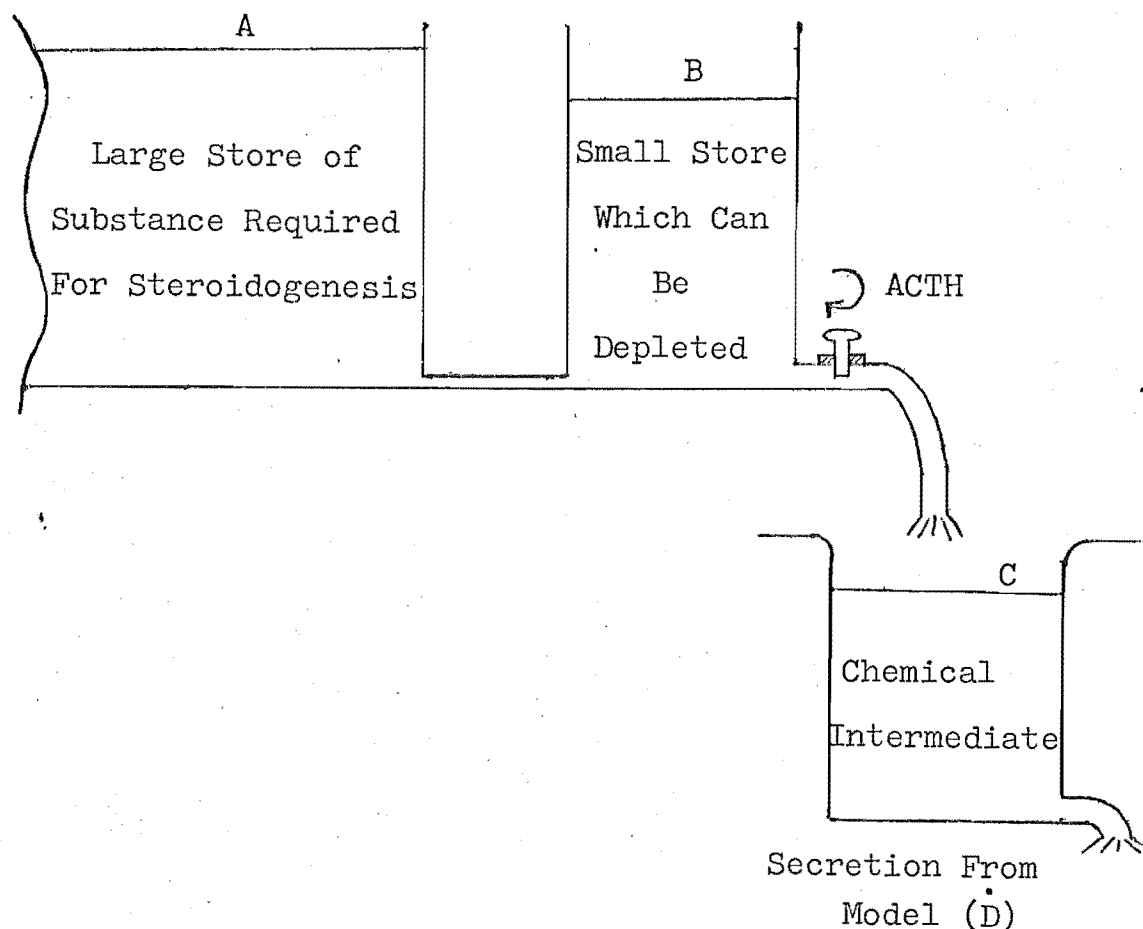 A
Large Store of
Substance Required
For Steroidogenesis
B
Small Store
Which Can
Be
Depleted
ACTH
C
Chemical
Intermediate
Secretion From
Model (Ḋ)